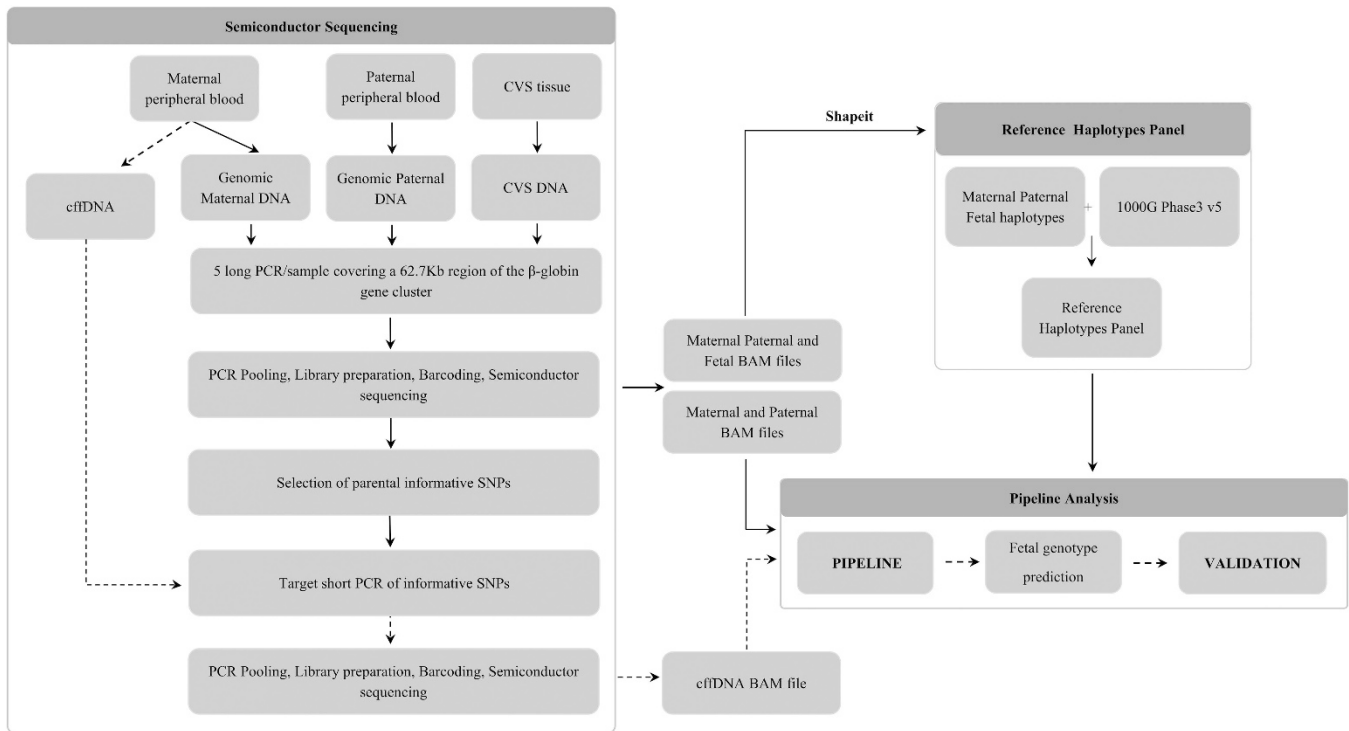 Semiconductor Sequencing
Maternal
peripheral blood
Paternal
peripheral blood
CVS tissue
cffDNA
Genomic
Maternal DNA
Genomic Paternal
DNA
CVS DNA
5 long PCR/sample covering a 62.7Kb region of the β-globin
gene cluster
PCR Pooling, Library preparation, Barcoding, Semiconductor
sequencing
Selection of parental informative SNPs
Target short PCR of informative SNPs
PCR Pooling, Library preparation, Barcoding, Semiconductor
sequencing
Maternal Paternal and
Fetal BAM files
Maternal and Paternal
BAM files
cffDNA BAM file
Shapeit
Reference Haplotypes Panel
Maternal Paternal
Fetal haplotypes
+
1000G Phase3 v5
Reference
Haplotypes Panel
Pipeline Analysis
PIPELINE
Fetal genotype
prediction
VALIDATION